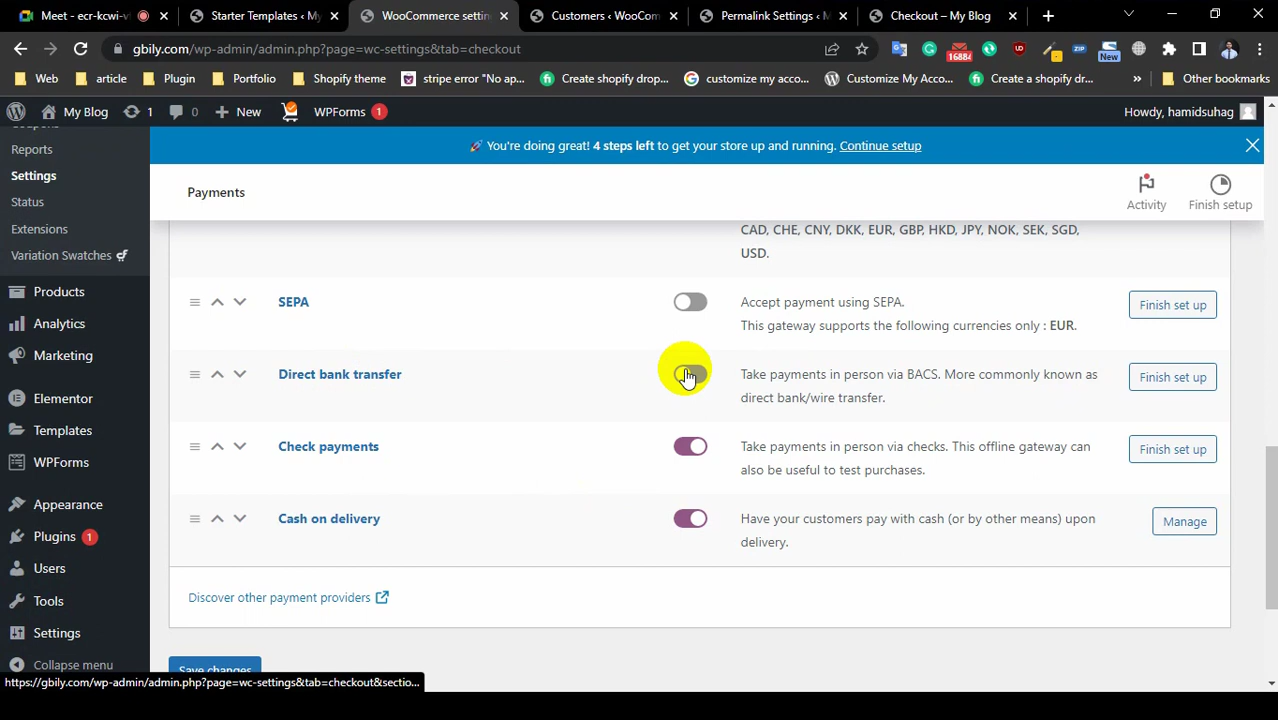 Meet - ecr-kcwi-v
Starter Templates ‹ My
WooCommerce settin
Customers ‹ WooCom
Permalink Settings ‹ M
Checkout – My Blog
gbily.com/wp-admin/admin.php?page=wc-settings&tab=checkout
16884
New
Web
article
Plugin
Portfolio
Shopify theme
stripe error "No ap...
Create shopify drop...
customize my acco...
Customize My Acco...
Create a shopify dr...
»
Other bookmarks
My Blog
1
0
New
WPForms
1
Howdy, hamidsuhag
Coupons
Reports
Settings
Status
Extensions
Variation Swatches
Products
Analytics
Marketing
Elementor
Templates
WPForms
Appearance
Plugins 1
Users
Tools
Settings
Collapse menu
You're doing great! 4 steps left to get your store up and running. Continue setup
Payments
Activity
Finish setup
CAD, CHE, CNY, DKK, EUR, GBP, HKD, JPY, NOK, SEK, SGD,
USD.
SEPA
Accept payment using SEPA.
This gateway supports the following currencies only : EUR.
Finish set up
Direct bank transfer
Take payments in person via BACS. More commonly known as
direct bank/wire transfer.
Finish set up
Check payments
Take payments in person via checks. This offline gateway can
also be useful to test purchases.
Finish set up
Cash on delivery
Have your customers pay with cash (or by other means) upon
delivery.
Manage
Discover other payment providers
Save changes
https://gbily.com/wp-admin/admin.php?page=wc-settings&tab=checkout&sectio...